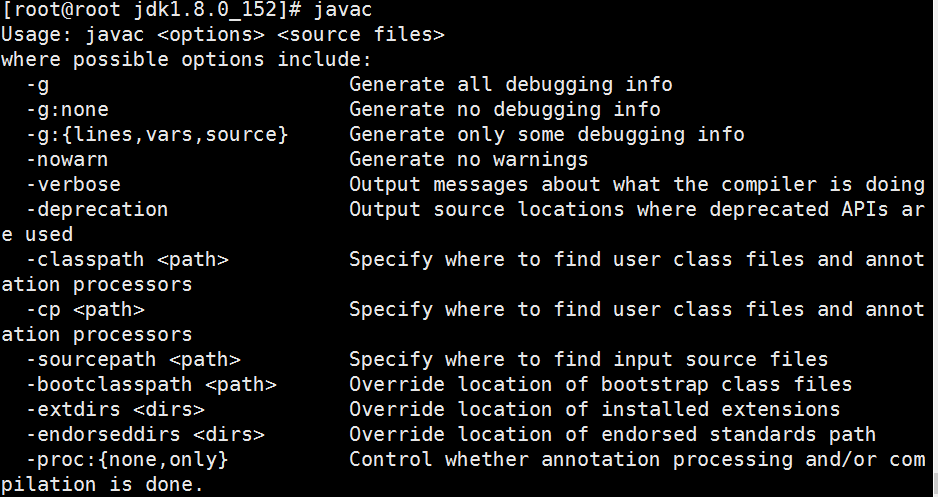 [root@root jdk1.8.0_152]# javac
Usage: javac <options> <source files>
where possible options include:
  -g                         Generate all debugging info
  -g:none                    Generate no debugging info
  -g:{lines,vars,source}     Generate only some debugging info
  -nowarn                    Generate no warnings
  -verbose                   Output messages about what the compiler is doing
  -deprecation               Output source locations where deprecated APIs ar
e used
  -classpath <path>          Specify where to find user class files and annot
ation processors
  -cp <path>                 Specify where to find user class files and annot
ation processors
  -sourcepath <path>         Specify where to find input source files
  -bootclasspath <path>      Override location of bootstrap class files
  -extdirs <dirs>            Override location of installed extensions
  -endorseddirs <dirs>       Override location of endorsed standards path
  -proc:{none,only}          Control whether annotation processing and/or com
pilation is done.